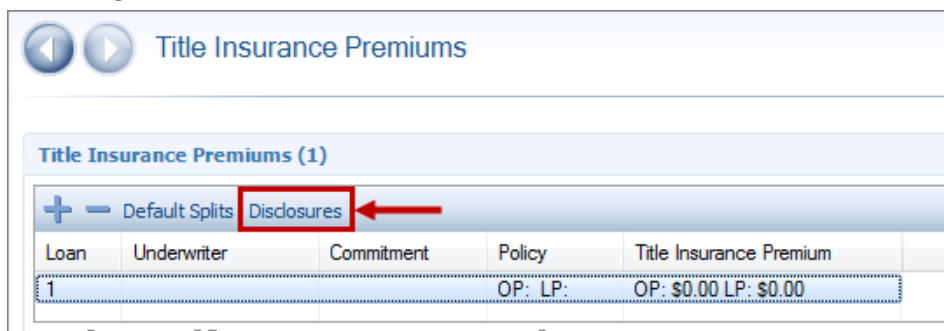 Title Insurance Premiums
Title Insurance Premiums (1)
Default Splits Disclosures
Loan Underwriter Commitment Policy Title Insurance Premium
1 OP: LP: OP: $0.00 LP: $0.00